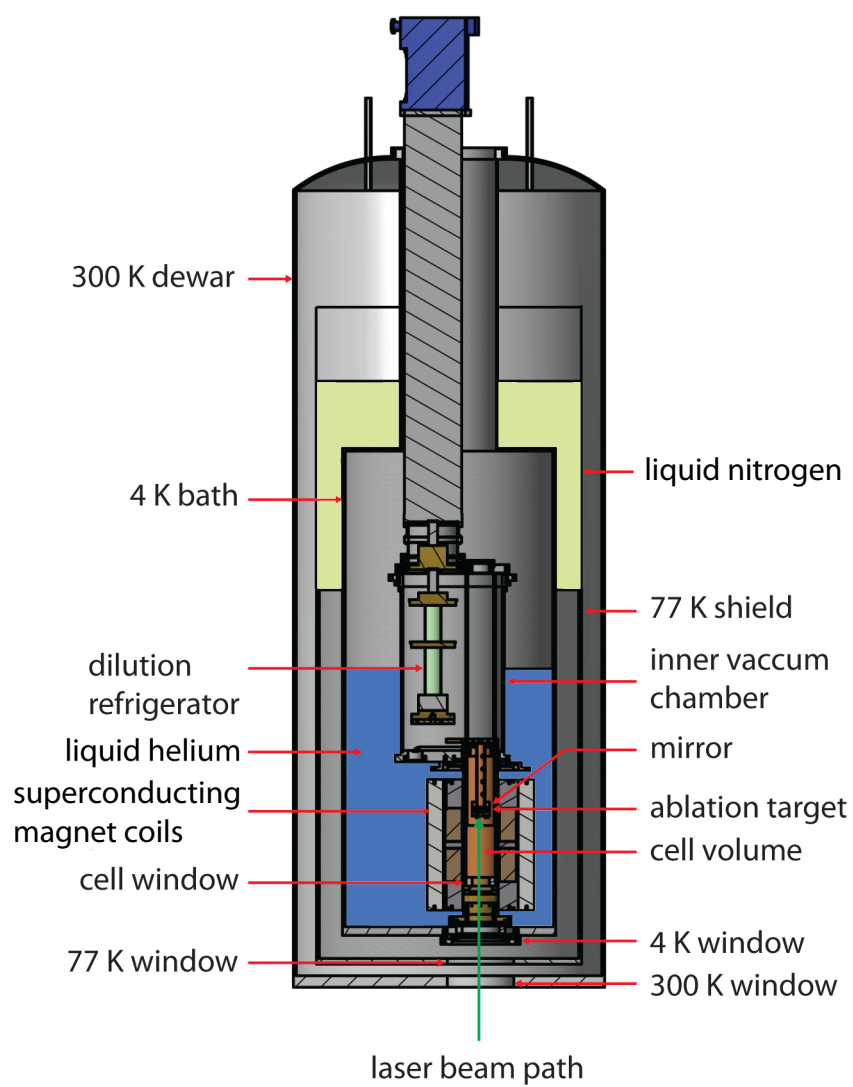 300 K dewar
4 K bath
dilution
refrigerator
liquid helium
superconducting
magnet coils
cell window
77 K window
liquid nitrogen
77 K shield
inner vaccum
chamber
mirror
ablation target
cell volume
4 K window
300 K window
laser beam path